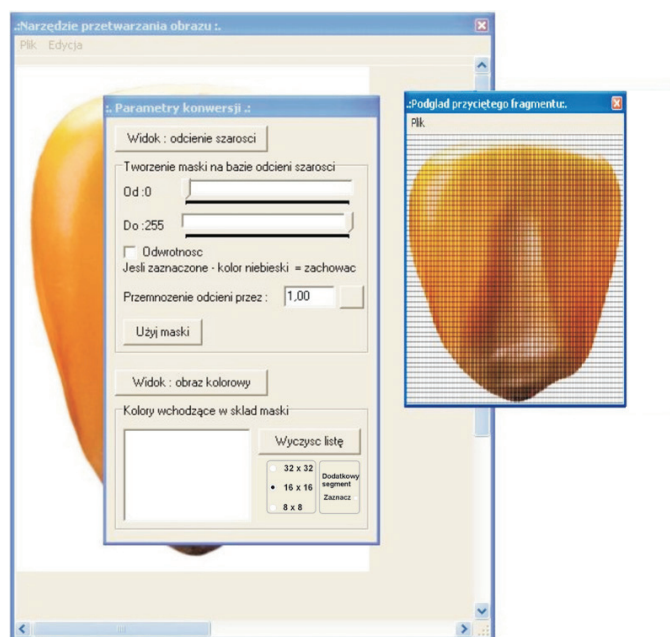 .:Narzędzie przetwarzania obrazu :.
Plik Edycja
:. Parametry konwersji .:
Widok : odcienie szarosci
Tworzenie maski na bazie odcieni szarosci
Od :0
Do :255
Odwrotnosc
Jesli zaznaczone - kolor niebieski = zachowac
Przemnozenie odcieni przez : 1,00
Użyj maski
Widok : obraz kolorowy
Kolory wchodzące w sklad maski
Wyczysc listę
32 x 32
16 x 16
8 x 8
Dodatkowy
segment
Zaznacz
.:Podglad przyciętego fragmentu:.
Plik